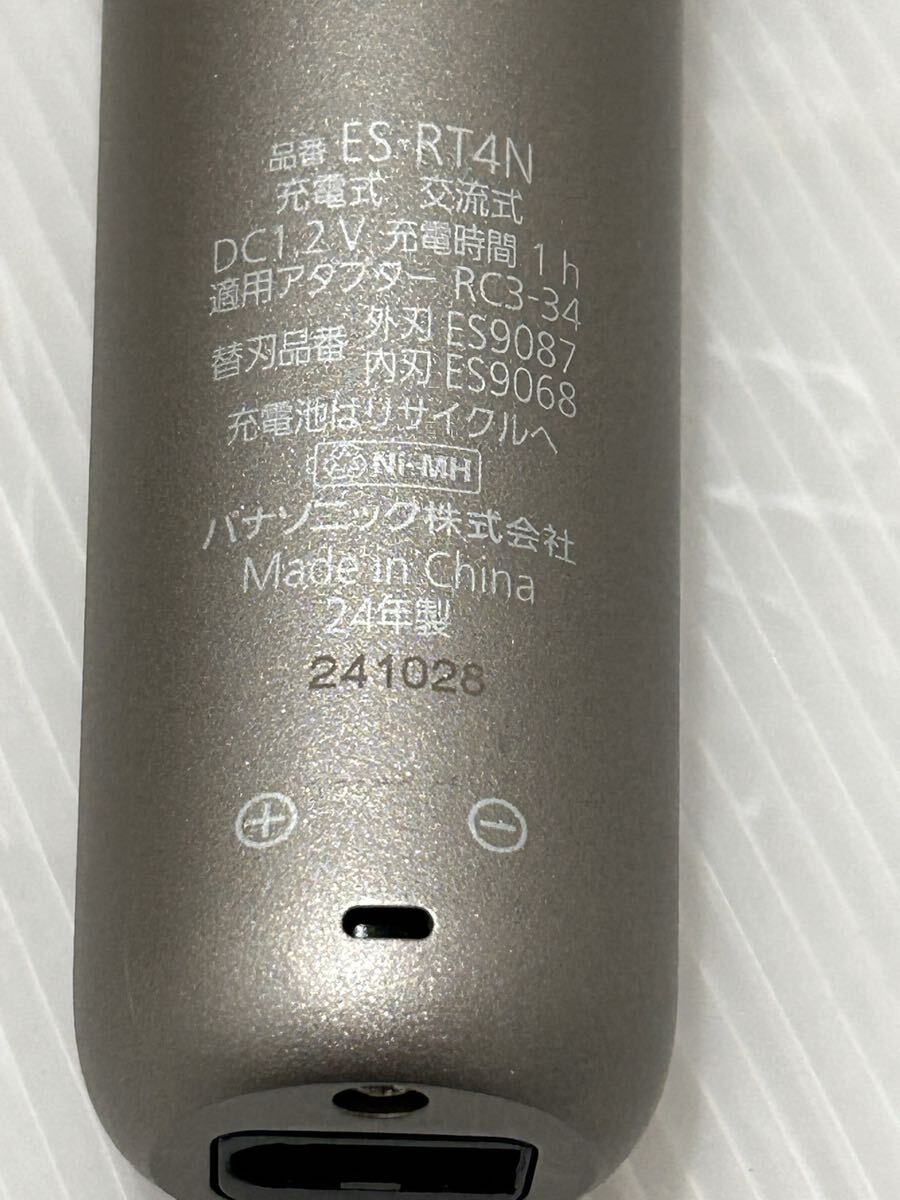 品番 ES-RT4N
充電式 交流式
DC1.2V 充電時間 1h
適用アダプター RC3-34
替刃品番 外刃 ES9087
内刃 ES9068
充電池はリサイクルへ
Ni-MH
パナソニック株式会社
Made in China
24年製
241028
+ −